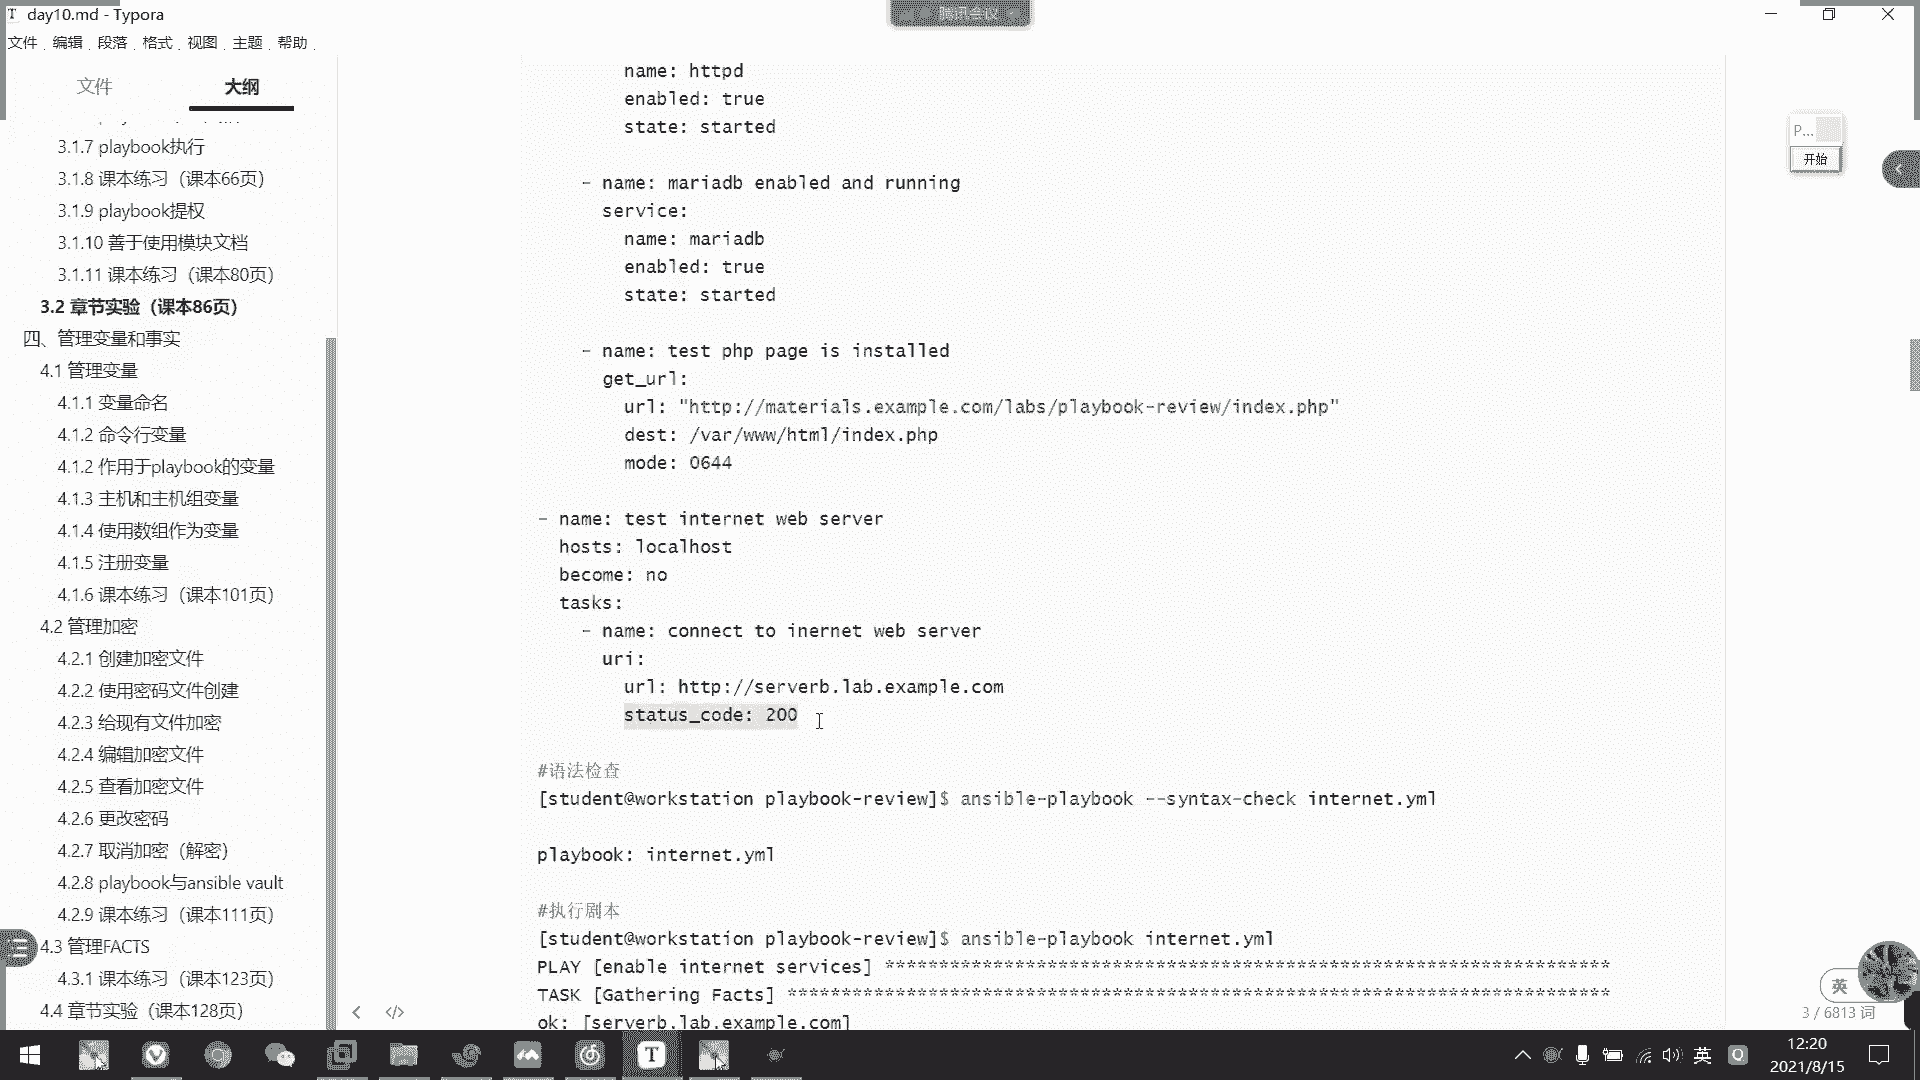 day10.md - Typora
腾讯会议
文件 编辑 段落 格式 视图 主题 帮助
文件 大纲
3.1.7 playbook执行
3.1.8 课本练习（课本66页）
3.1.9 playbook提权
3.1.10 善于使用模块文档
3.1.11 课本练习（课本80页）
3.2 章节实验（课本86页）
四、管理变量和事实
4.1 管理变量
4.1.1 变量命名
4.1.2 命令行变量
4.1.2 作用于playbook的变量
4.1.3 主机和主机组变量
4.1.4 使用数组作为变量
4.1.5 注册变量
4.1.6 课本练习（课本101页）
4.2 管理加密
4.2.1 创建加密文件
4.2.2 使用密码文件创建
4.2.3 给现有文件加密
4.2.4 编辑加密文件
4.2.5 查看加密文件
4.2.6 更改密码
4.2.7 取消加密（解密）
4.2.8 playbook与ansible vault
4.2.9 课本练习（课本111页）
4.3 管理FACTS
4.3.1 课本练习（课本123页）
4.4 章节实验（课本128页）
name: httpd
enabled: true
state: started
- name: mariadb enabled and running
service:
name: mariadb
enabled: true
state: started
- name: test php page is installed
get_url:
url: "http://materials.example.com/labs/playbook-review/index.php"
dest: /var/www/html/index.php
mode: 0644
- name: test internet web server
hosts: localhost
become: no
tasks:
- name: connect to inernet web server
uri:
url: http://serverb.lab.example.com
status_code: 200
#语法检查
[student@workstation playbook-review]$ ansible-playbook --syntax-check internet.yml
playbook: internet.yml
#执行剧本
[student@workstation playbook-review]$ ansible-playbook internet.yml
PLAY [enable internet services] *******************************************************************
TASK [Gathering Facts] ****************************************************************************
ok: [serverb.lab.example.com]
P...
开始
英
3 / 6813 词
英
12:20
2021/8/15